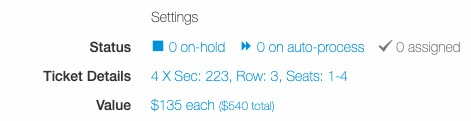 Settings
Status 0 on-hold 0 on auto-process 0 assigned
Ticket Details 4 X Sec: 223, Row: 3, Seats: 1-4
Value $135 each ($540 total)